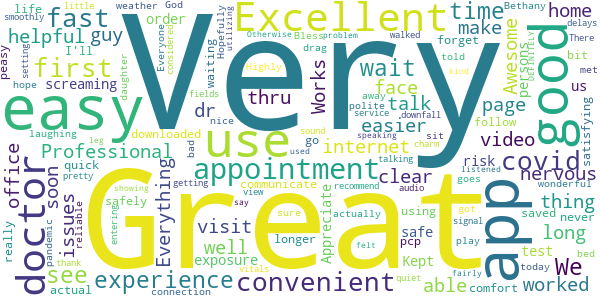 Very
Great
easy
use
good
app
doctor
Excellent
appointment
convenient
experience
covid
first
fast
time
We
see
video
internet
talk
wait
easier
helpful
guy
Everything
Professional
office
issues
visit
well
able
worked
long
thing
nervous
page
clear
face
make
home
us
Awesome
persons
Works
thru
dr
screaming
soon
safe
risk
pcp
Kept
exposure
safely
quick
downloaded
Appreciate
longer
using
communicate
test
saved
never
comfort
satisfying
really
actual
connection
pandemic
reliable
smoothly
life
little
weather
God
order
I'll
Everyone
considered
Bless
waiting
Hopefully
utilizing
drag
Otherwise
problem
walked
told
forget
Bethany
delays
There
DEFINITELY
bit
met
hope
setting
daughter
peasy
laughing
leg
pretty
thank
showing
entering
bad
fields
nice
Highly
polite
service
away
downfall
speaking
used
sound
go
kind
sit
follow
charm
talking
listened
goes
wonderful
getting
view
say
sure
recommend
actually
felt
vitals
audio
quiet
got
signal
play
fairly
today
bed